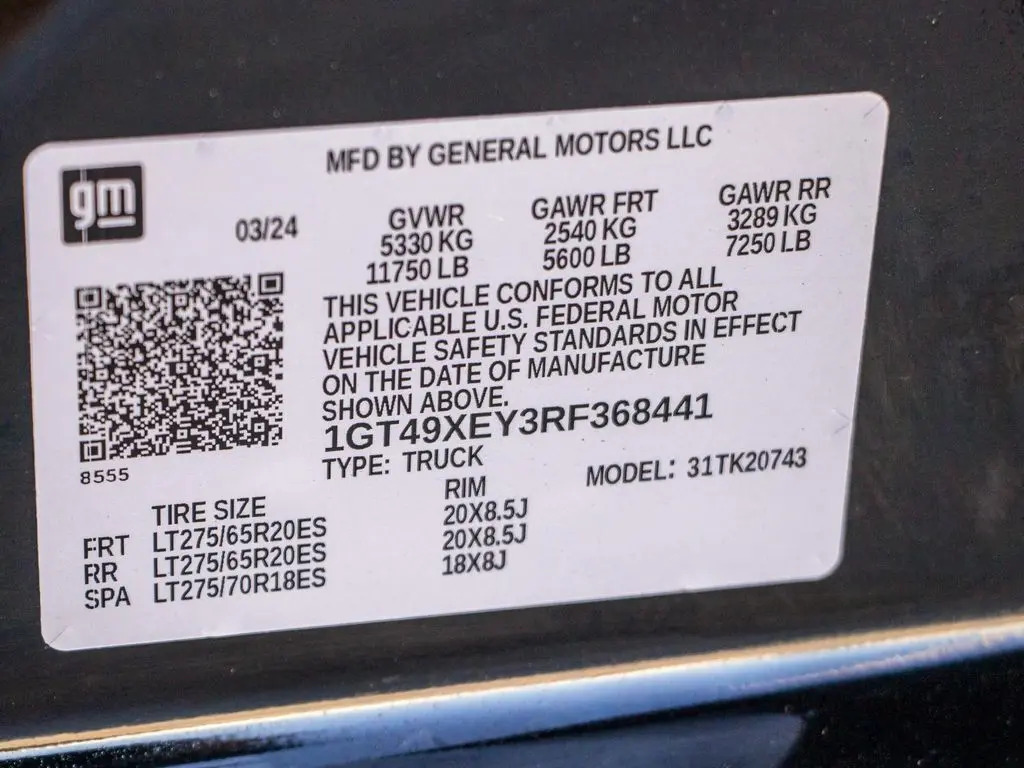 MFD BY GENERAL MOTORS LLC
gm
03/24
GVWR GAWR FRT GAWR RR
5330 KG 2540 KG 3289 KG
11750 LB 5600 LB 7250 LB
THIS VEHICLE CONFORMS TO ALL
APPLICABLE U.S. FEDERAL MOTOR
VEHICLE SAFETY STANDARDS IN EFFECT
ON THE DATE OF MANUFACTURE
SHOWN ABOVE.
1GT49XEY3RF368441
TYPE: TRUCK MODEL: 31TK20743
8555
TIRE SIZE RIM
FRT LT275/65R20ES 20X8.5J
RR LT275/65R20ES 20X8.5J
SPA LT275/70R18ES 18X8J